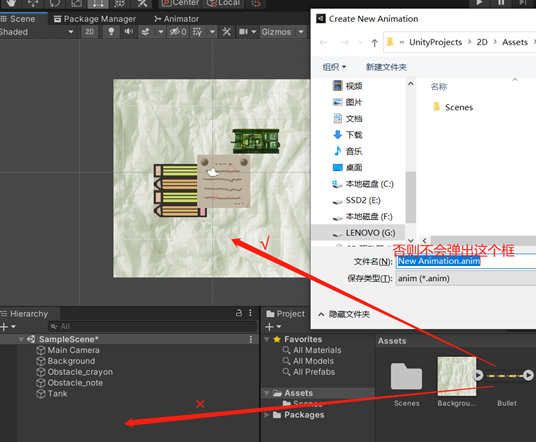 Scene
Package Manager
Animator
Shaded
2D
0
Gizmos
Center
Local
Create New Animation
« UnityProjects › 2D › Assets ›
组织
新建文件夹
视频
图片
文档
下载
音乐
桌面
本地磁盘 (C:)
SSD2 (E:)
本地磁盘 (F:)
LENOVO (G:)
名称
Scenes
否则不会弹出这个框
文件名(N):
New Animation.anim
保存类型(T):
anim (*.anim)
隐藏文件夹
√
×
Hierarchy
All
SampleScene*
Main Camera
Background
Obstacle_crayon
Obstacle_note
Tank
Project
Favorites
All Materials
All Models
All Prefabs
Assets
Scenes
Packages
Assets
Scenes
Backgrou...
Bullet